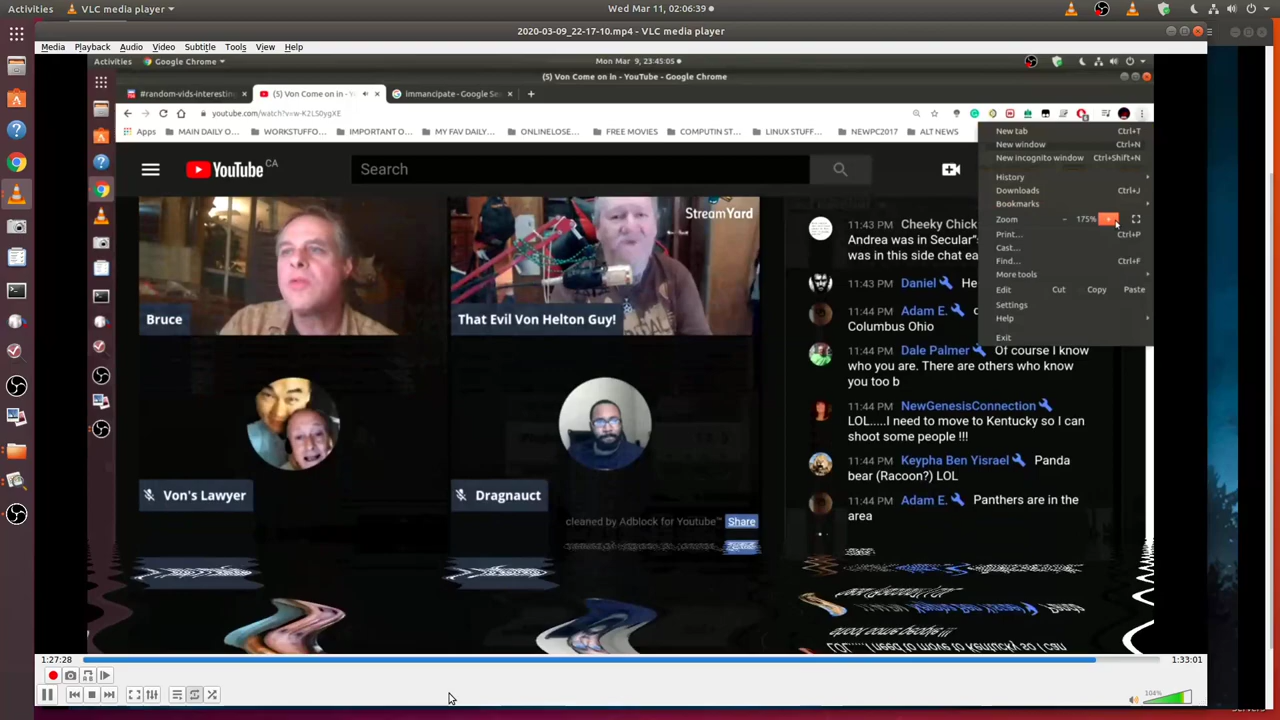 Activities VLC media player Wed Mar 11, 02:06:39
2020-03-09_22-17-10.mp4 - VLC media player
Media Playback Audio Video Subtitle Tools View Help
Activities Google Chrome Mon Mar 9, 23:45:05
(5) Von Come on In - YouTube - Google Chrome
#random-vids-interesting (5) Von Come on In - Y immancipate - Google Se
youtube.com/watch?v=w-K2LS0ygXE
Apps MAIN DAILY O... WORKSTUFFO... IMPORTANT O... MY FAV DAILY... ONLINELOSE... FREE MOVIES LINUX STUFF... NEWPC2017 ALT NEWS
New tab Ctrl+T
New window Ctrl+N
New incognito window Ctrl+Shift+N
History
Downloads Ctrl+J
Bookmarks
Zoom - 175% +
Print... Ctrl+P
Cast...
Find... Ctrl+F
More tools
Edit Cut Copy Paste
Settings
Help
Exit
YouTube CA
Search
StreamYard
Bruce
That Evil Von Helton Guy!
Von's Lawyer
Dragnauct
cleaned by Adblock for Youtube™ Share
11:43 PM Cheeky Chick
Andrea was in Secular"
was in this side chat ea
11:43 PM Daniel He
11:44 PM Adam E.
Columbus Ohio
11:44 PM Dale Palmer Of course I know
who you are. There are others who know
you too b
11:44 PM NewGenesisConnection
LOL.....I need to move to Kentucky so I can
shoot some people !!!
11:44 PM Keypha Ben Yisrael Panda
bear (Racoon?) LOL
11:44 PM Adam E. Panthers are in the
area
1:27:28 1:33:01
104%